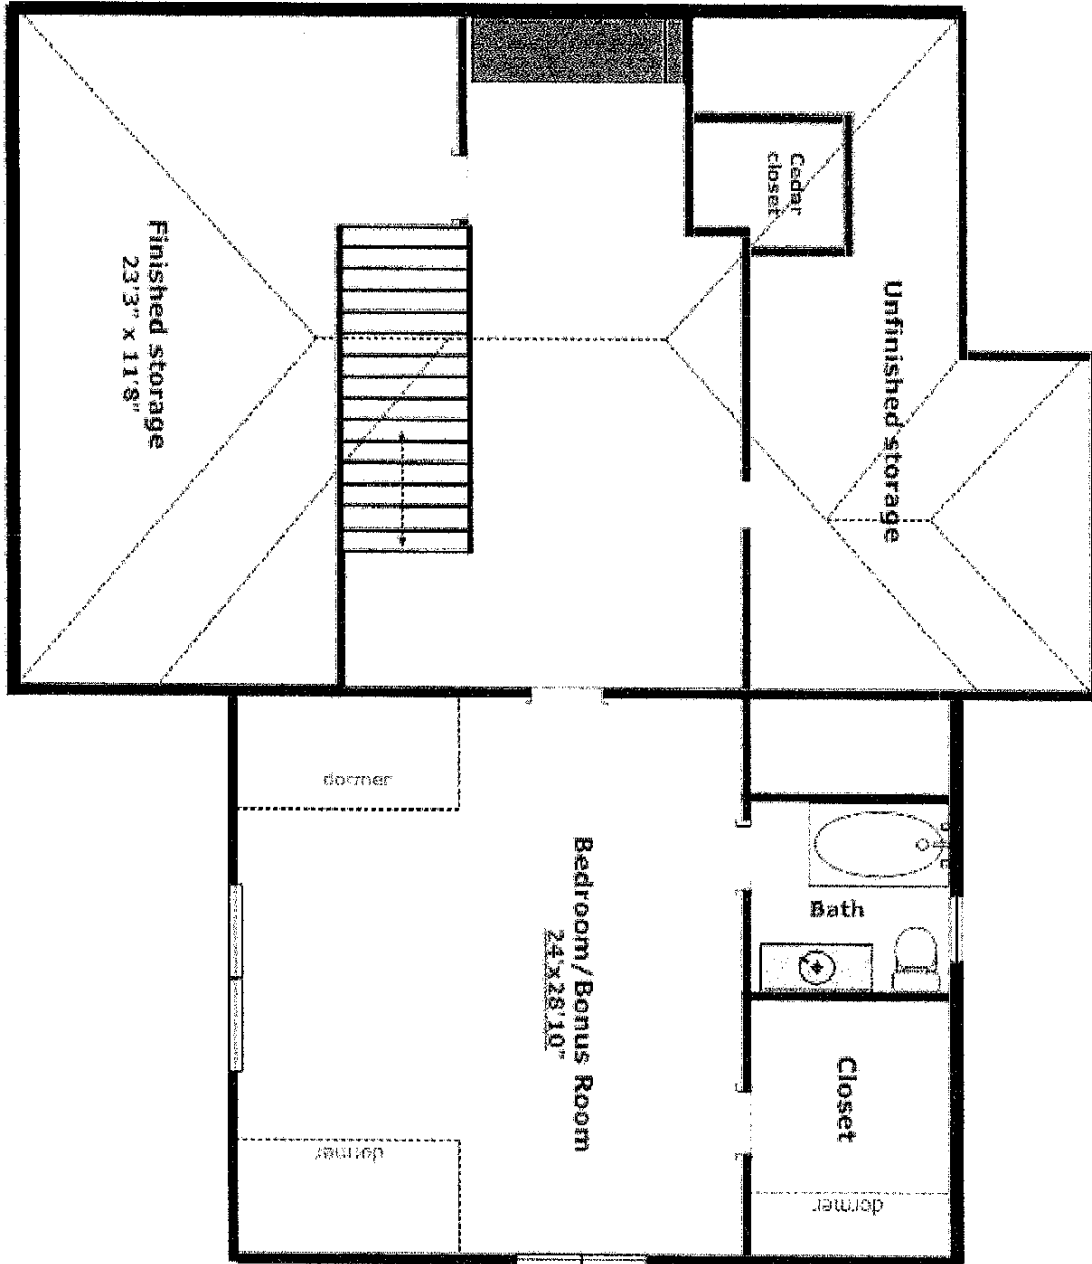 Cedar
closet
Finished storage
23'3" x 11'8"
Unfinished storage
dormer
Bedroom/Bonus Room
24'x28'10"
Bath
Closet
dormer
dormer